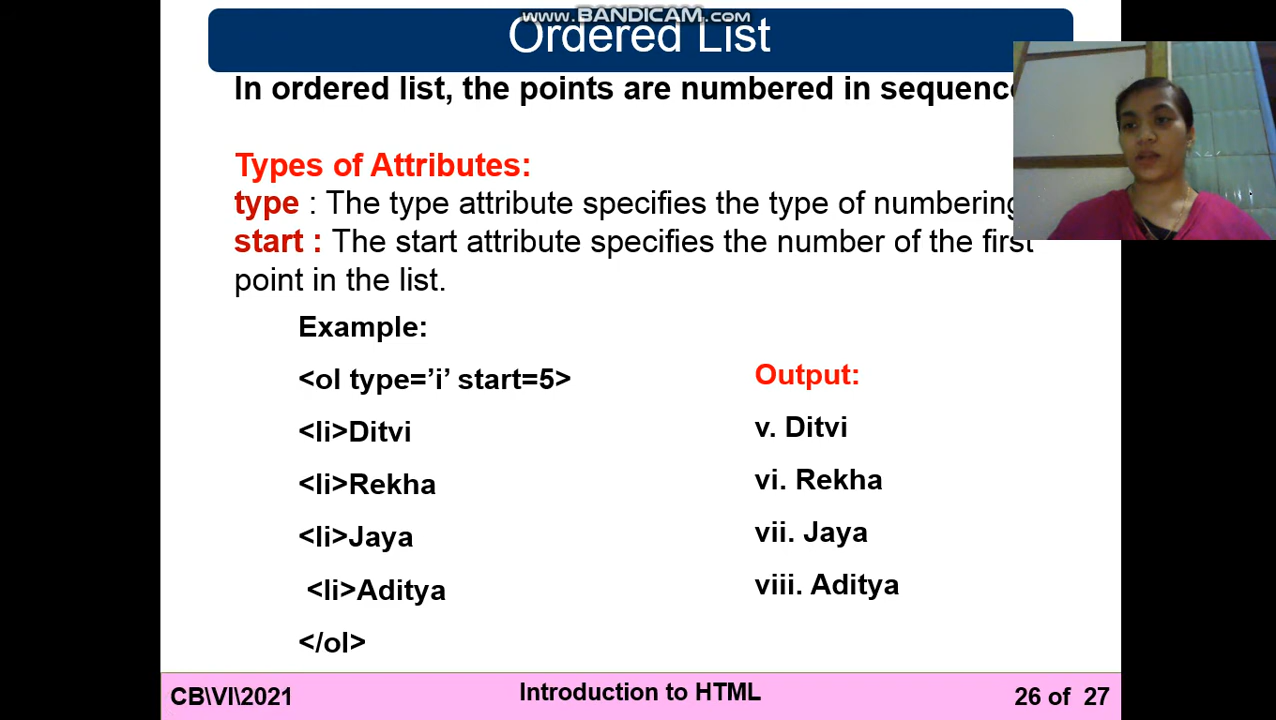 www.BANDICAM.com
Ordered List
In ordered list, the points are numbered in sequenc
Types of Attributes:
type : The type attribute specifies the type of numbering
start : The start attribute specifies the number of the first
point in the list.
Example:
<ol type=’i’ start=5>
<li>Ditvi
<li>Rekha
<li>Jaya
<li>Aditya
</ol>
Output:
v. Ditvi
vi. Rekha
vii. Jaya
viii. Aditya
CB\VI\2021
Introduction to HTML
26 of 27